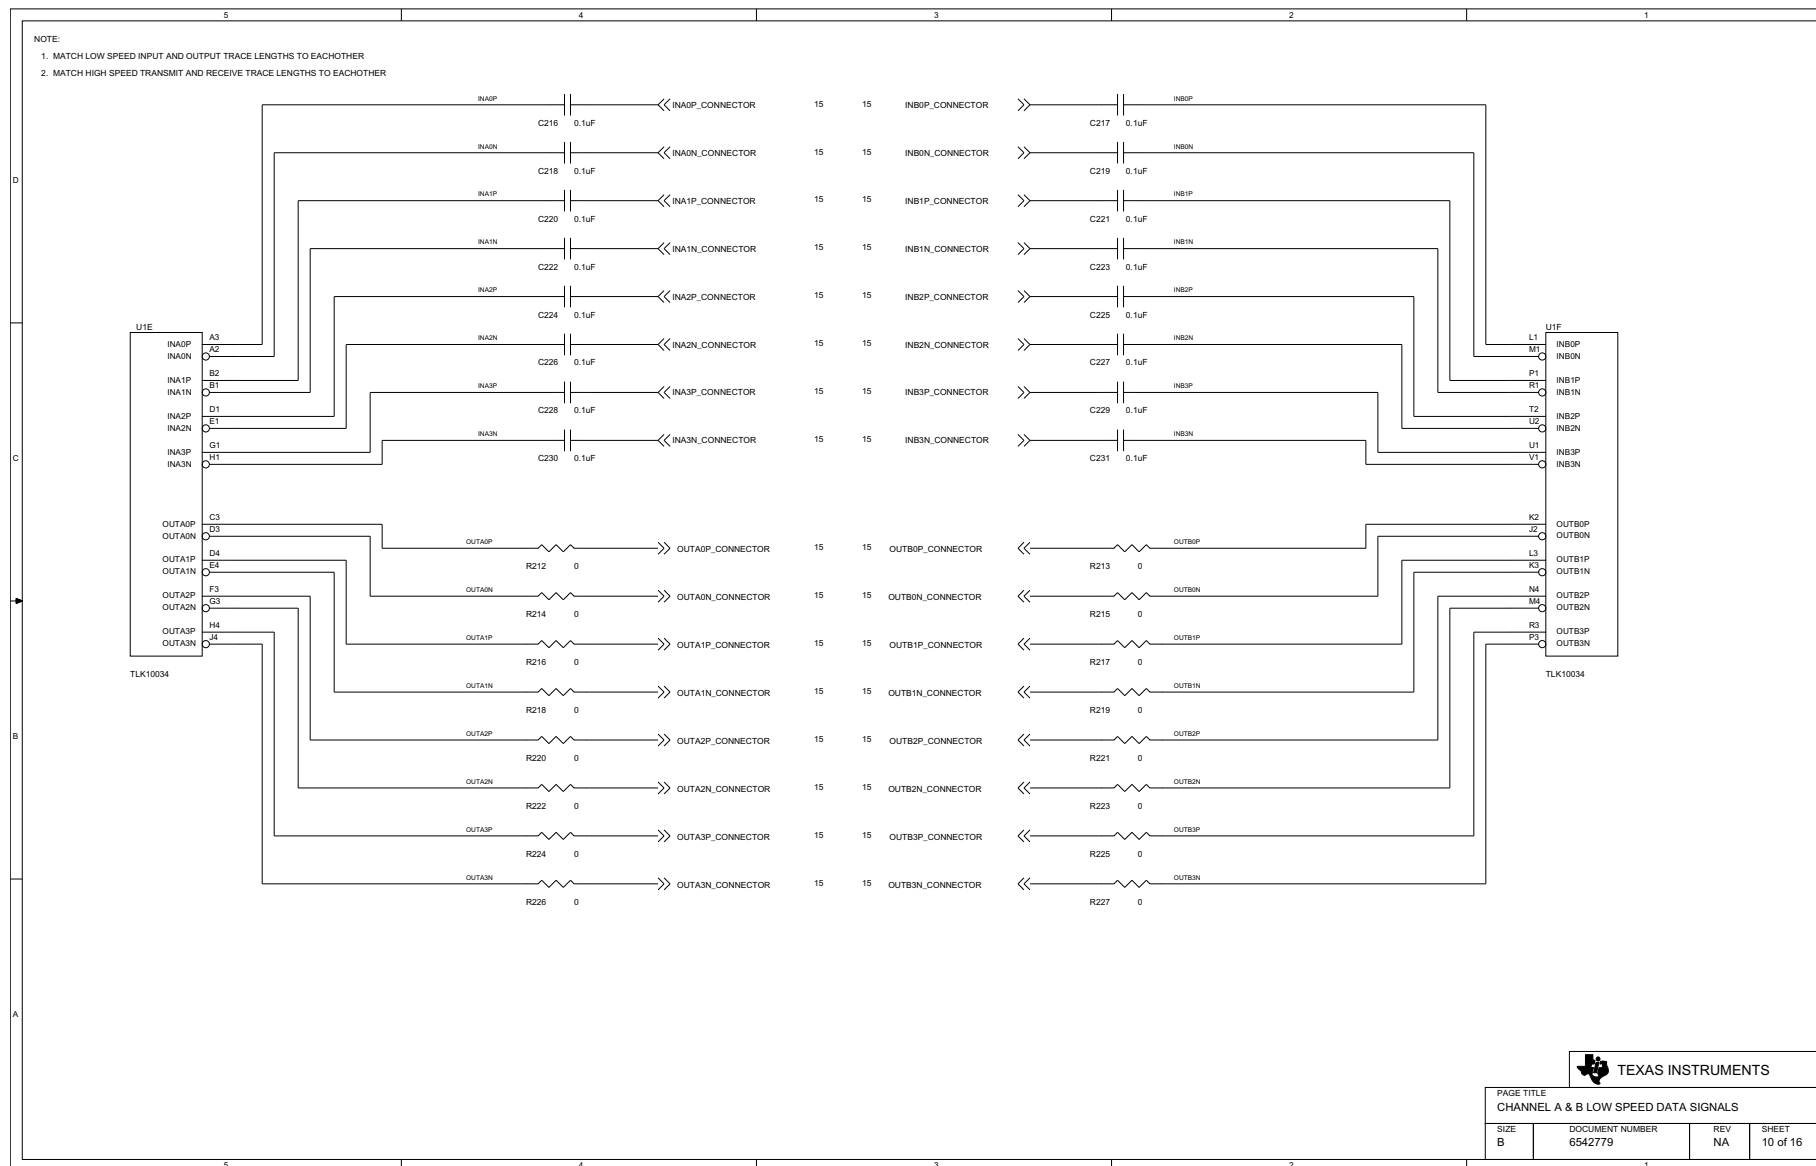 5 4 3 2 1
NOTE:
1. MATCH LOW SPEED INPUT AND OUTPUT TRACE LENGTHS TO EACHOTHER
2. MATCH HIGH SPEED TRANSMIT AND RECEIVE TRACE LENGTHS TO EACHOTHER
INA0P INA0P_CONNECTOR 15 15 INB0P_CONNECTOR INB0P
C216 0.1uF C217 0.1uF
INA0N INA0N_CONNECTOR 15 15 INB0N_CONNECTOR INB0N
C218 0.1uF C219 0.1uF
D
INA1P INA1P_CONNECTOR 15 15 INB1P_CONNECTOR INB1P
C220 0.1uF C221 0.1uF
INA1N INA1N_CONNECTOR 15 15 INB1N_CONNECTOR INB1N
C222 0.1uF C223 0.1uF
INA2P INA2P_CONNECTOR 15 15 INB2P_CONNECTOR INB2P
C224 0.1uF C225 0.1uF
INA2N INA2N_CONNECTOR 15 15 INB2N_CONNECTOR INB2N
C226 0.1uF C227 0.1uF
INA3P INA3P_CONNECTOR 15 15 INB3P_CONNECTOR INB3P
C228 0.1uF C229 0.1uF
INA3N INA3N_CONNECTOR 15 15 INB3N_CONNECTOR INB3N
C230 0.1uF C231 0.1uF
C
U1E
INA0P A3
INA0N A2
INA1P B2
INA1N B1
INA2P D1
INA2N E1
INA3P G1
INA3N H1
OUTA0P C3
OUTA0N D3
OUTA1P D4
OUTA1N E4
OUTA2P F3
OUTA2N G3
OUTA3P H4
OUTA3N J4
TLK10034
U1F
L1 INB0P
M1 INB0N
P1 INB1P
R1 INB1N
T2 INB2P
U2 INB2N
U1 INB3P
V1 INB3N
K2 OUTB0P
J2 OUTB0N
L3 OUTB1P
K3 OUTB1N
N4 OUTB2P
M4 OUTB2N
R3 OUTB3P
P3 OUTB3N
TLK10034
OUTA0P OUTA0P_CONNECTOR 15 15 OUTB0P_CONNECTOR OUTB0P
R212 0 R213 0
OUTA0N OUTA0N_CONNECTOR 15 15 OUTB0N_CONNECTOR OUTB0N
R214 0 R215 0
OUTA1P OUTA1P_CONNECTOR 15 15 OUTB1P_CONNECTOR OUTB1P
R216 0 R217 0
OUTA1N OUTA1N_CONNECTOR 15 15 OUTB1N_CONNECTOR OUTB1N
R218 0 R219 0
B
OUTA2P OUTA2P_CONNECTOR 15 15 OUTB2P_CONNECTOR OUTB2P
R220 0 R221 0
OUTA2N OUTA2N_CONNECTOR 15 15 OUTB2N_CONNECTOR OUTB2N
R222 0 R223 0
OUTA3P OUTA3P_CONNECTOR 15 15 OUTB3P_CONNECTOR OUTB3P
R224 0 R225 0
OUTA3N OUTA3N_CONNECTOR 15 15 OUTB3N_CONNECTOR OUTB3N
R226 0 R227 0
A
TEXAS INSTRUMENTS
PAGE TITLE
CHANNEL A & B LOW SPEED DATA SIGNALS
SIZE DOCUMENT NUMBER REV SHEET
B 6542779 NA 10 of 16
5 4 3 2 1